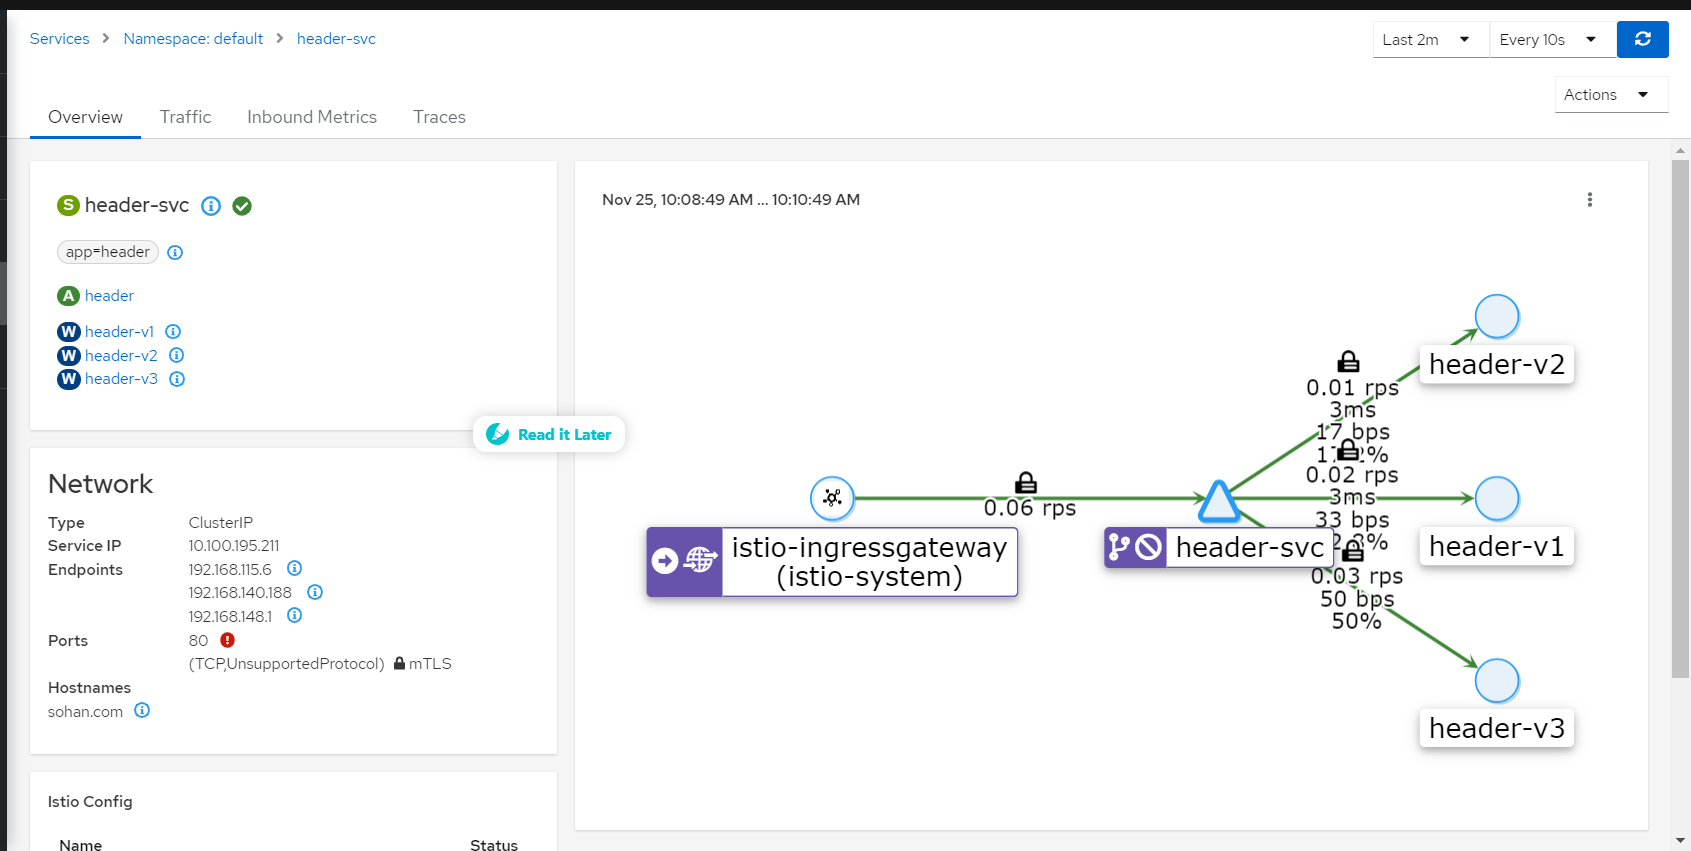 Services > Namespace: default > header-svc
Last 2m
Every 10s
Actions
Overview Traffic Inbound Metrics Traces
S header-svc
app=header
A header
W header-v1
W header-v2
W header-v3
Read it Later
Network
Type ClusterIP
Service IP 10.100.195.211
Endpoints 192.168.115.6
192.168.140.188
192.168.148.1
Ports 80
(TCP,UnsupportedProtocol) mTLS
Hostnames
sohan.com
Istio Config
Name Status
Nov 25, 10:08:49 AM ... 10:10:49 AM
header-v2
0.01 rps
3ms
17 bps
0.02 rps
3ms
33 bps
0.06 rps
istio-ingressgateway
(istio-system)
header-svc
header-v1
0.03 rps
50 bps
50%
header-v3